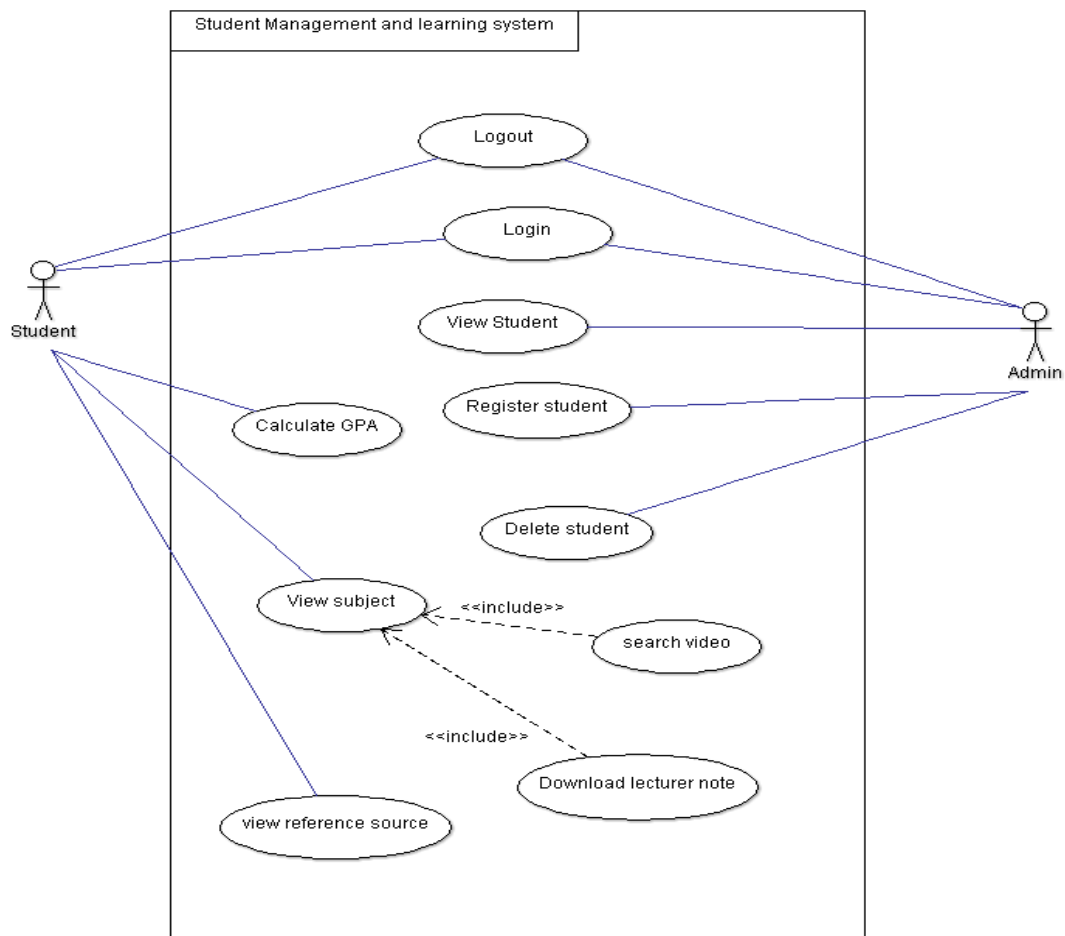 Student Management and learning system
Logout
Login
Student
View Student
Admin
Register student
Calculate GPA
Delete student
View subject
<<include>>
search video
<<include>>
Download lecturer note
view reference source